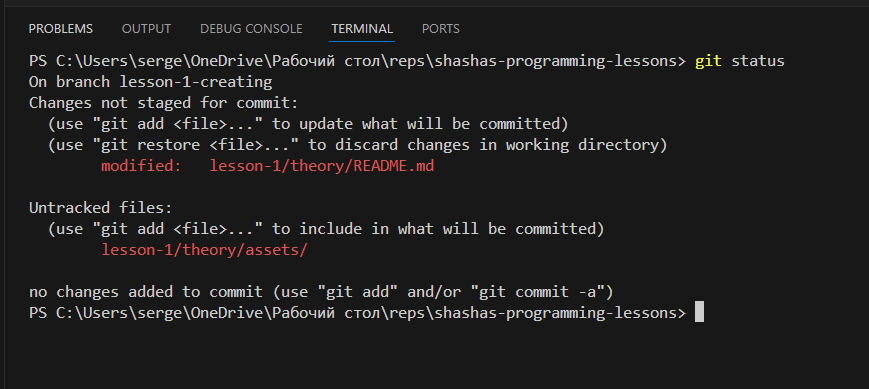 PROBLEMS OUTPUT DEBUG CONSOLE TERMINAL PORTS
PS C:\Users\serge\OneDrive\Рабочий стол\reps\shashas-programming-lessons> git status
On branch lesson-1-creating
Changes not staged for commit:
  (use "git add <file>..." to update what will be committed)
  (use "git restore <file>..." to discard changes in working directory)
        modified:   lesson-1/theory/README.md

Untracked files:
  (use "git add <file>..." to include in what will be committed)
        lesson-1/theory/assets/

no changes added to commit (use "git add" and/or "git commit -a")
PS C:\Users\serge\OneDrive\Рабочий стол\reps\shashas-programming-lessons>